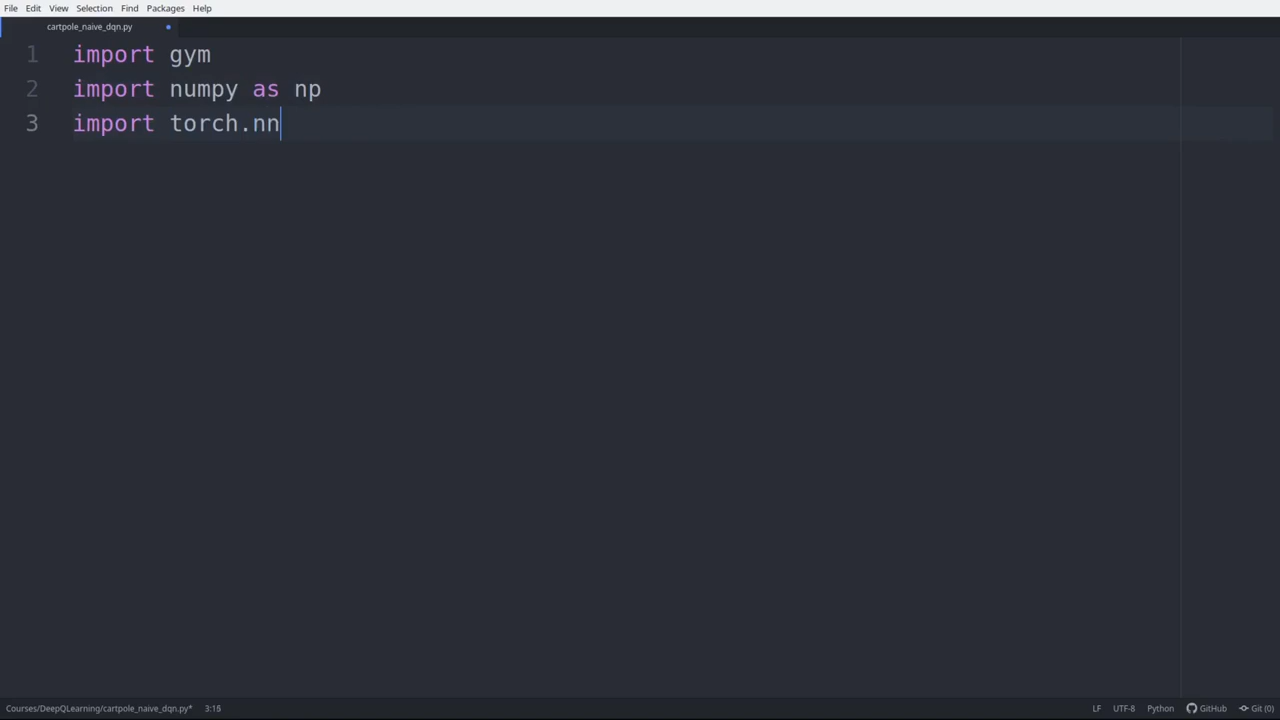 File Edit View Selection Find Packages Help
cartpole_naive_dqn.py
1 import gym
2 import numpy as np
3 import torch.nn
Courses/DeepQLearning/cartpole_naive_dqn.py* 3:15 LF UTF-8 Python GitHub Git (0)